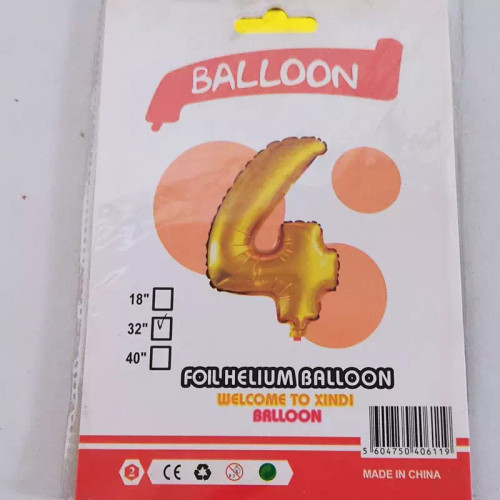 BALLOON
4
18"
32" ✓
40"
FOIL HELIUM BALLOON
WELCOME TO XINDI
BALLOON
5 604750 406119
2 CE
MADE IN CHINA